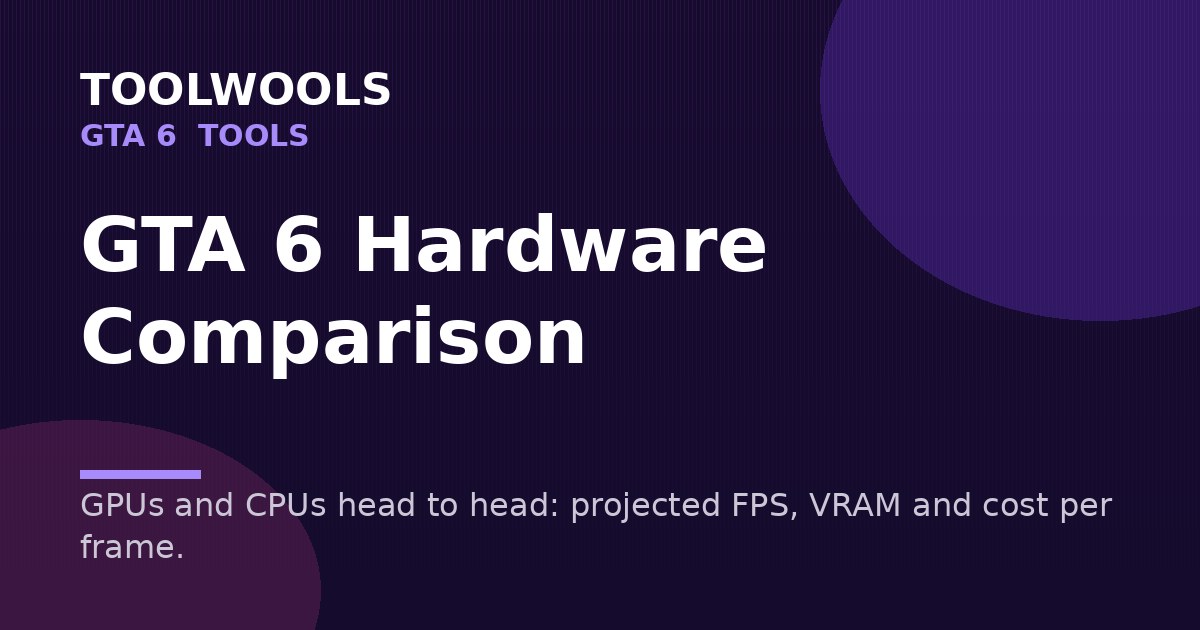 TOOLWOOLS
GTA 6 TOOLS
GTA 6 Hardware
Comparison
GPUs and CPUs head to head: projected FPS, VRAM and cost per
frame.